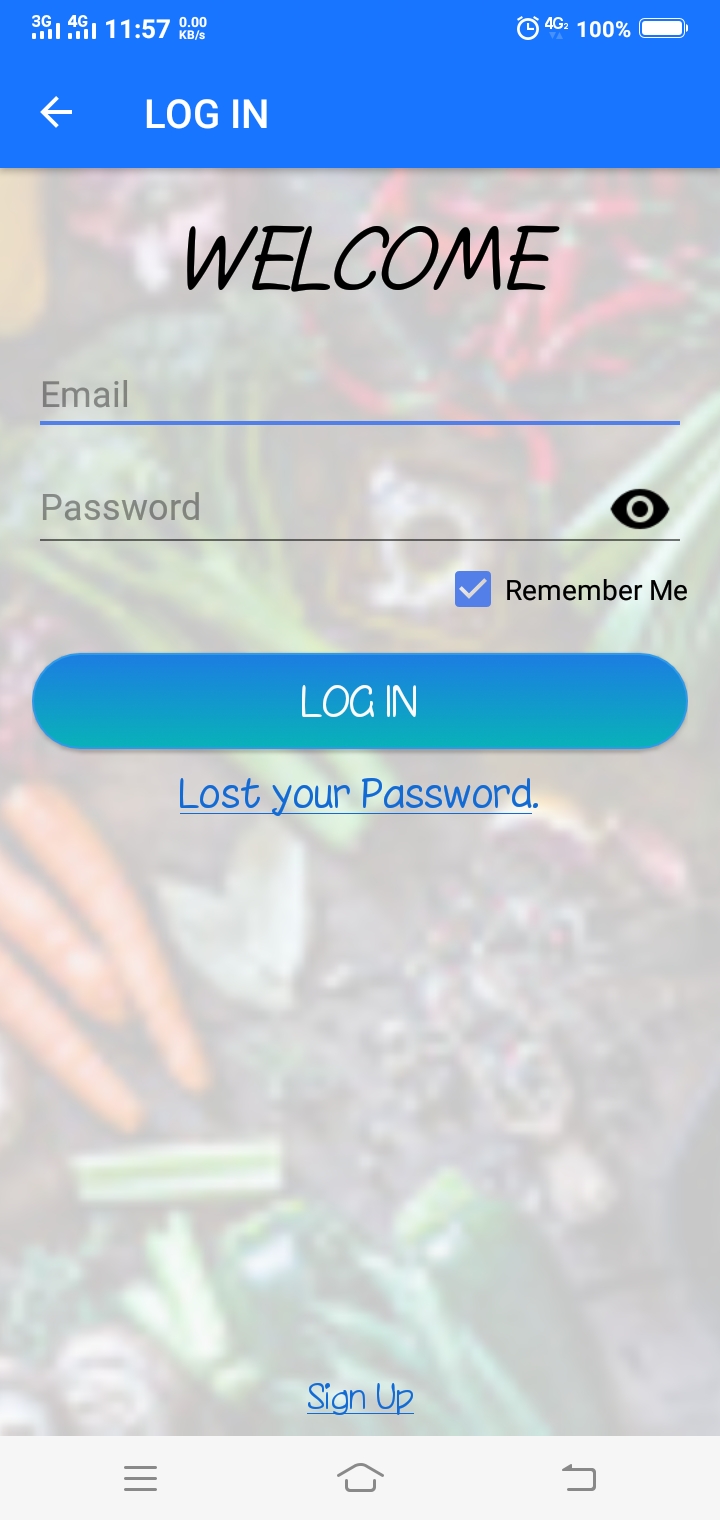 3G 4G 11:57 0.00 KB/s 4G2 100%
LOG IN
WELCOME
Email
Password
Remember Me
LOG IN
Lost your Password.
Sign Up